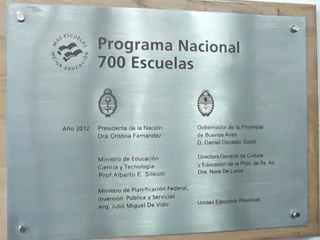 MAS ESCUELAS
MEJOR EDUCACION
Programa Nacional
700 Escuelas
Año 2012
Presidenta de la Nación
Dra. Cristina Fernandez
Ministro de Educación
Ciencia y Tecnología
Prof. Alberto E. Sileoni
Ministro de Planificación Federal,
Inversión Pública y Servicios
Arq. Julio Miguel De Vido
Gobernador de la Provincia
de Buenos Aires
D. Daniel Osvaldo Scioli
Directora General de Cultura
y Educación de la Prov. de Bs. As.
Dra. Nora De Lucia
Unidad Ejecutora Provincial